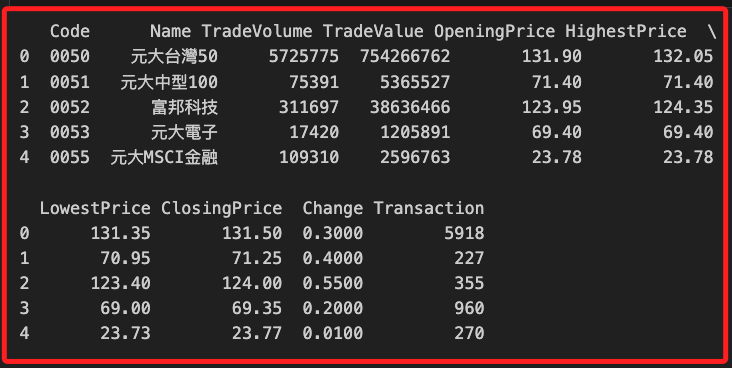 Code Name TradeVolume TradeValue OpeningPrice HighestPrice \
0 0050 元大台灣50 5725775 754266762 131.90 132.05
1 0051 元大中型100 75391 5365527 71.40 71.40
2 0052 富邦科技 311697 38636466 123.95 124.35
3 0053 元大電子 17420 1205891 69.40 69.40
4 0055 元大MSCI金融 109310 2596763 23.78 23.78
LowestPrice ClosingPrice Change Transaction
0 131.35 131.50 0.3000 5918
1 70.95 71.25 0.4000 227
2 123.40 124.00 0.5500 355
3 69.00 69.35 0.2000 960
4 23.73 23.77 0.0100 270